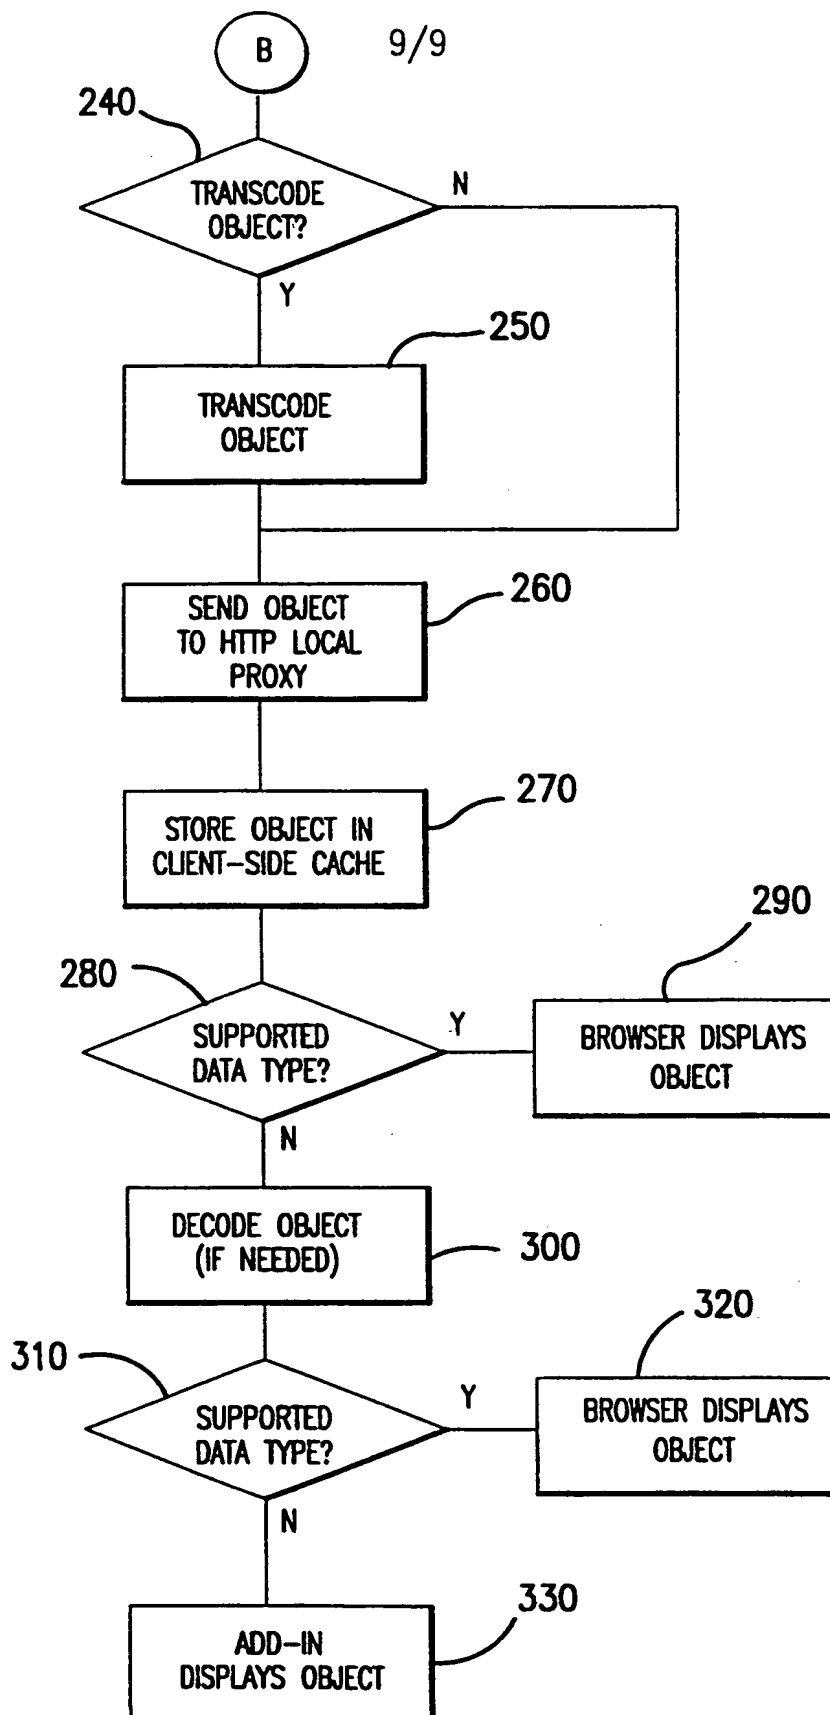 B
9/9
240
TRANSCODE
OBJECT?
N
Y
250
TRANSCODE
OBJECT
260
SEND OBJECT
TO HTTP LOCAL
PROXY
270
STORE OBJECT IN
CLIENT-SIDE CACHE
280
SUPPORTED
DATA TYPE?
Y
290
BROWSER DISPLAYS
OBJECT
N
DECODE OBJECT
(IF NEEDED)
300
310
SUPPORTED
DATA TYPE?
Y
320
BROWSER DISPLAYS
OBJECT
N
330
ADD-IN
DISPLAYS OBJECT